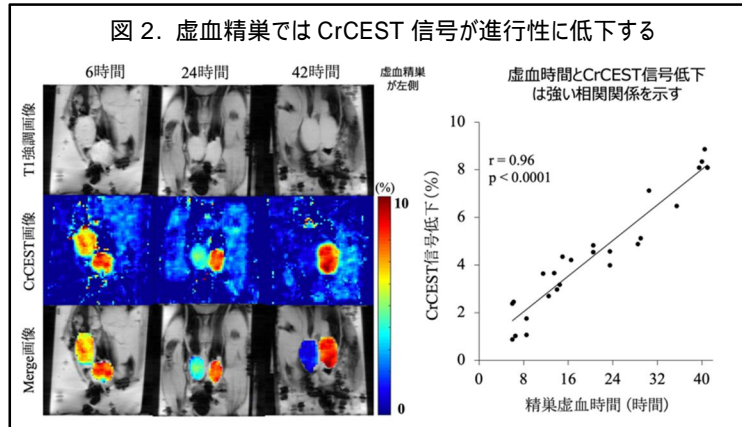 図 2. 虚血精巣では CrCEST 信号が進行性に低下する
6時間
24時間
42時間
虚血精巣
が左側
T1強調画像
CrCEST画像
Merge画像
(%)
10
0
虚血時間とCrCEST信号低下
は強い相関関係を示す
r = 0.96
p < 0.0001
CrCEST信号低下(%)
10
8
6
4
2
0
0
8
16
24
32
40
精巣虚血時間 (時間)